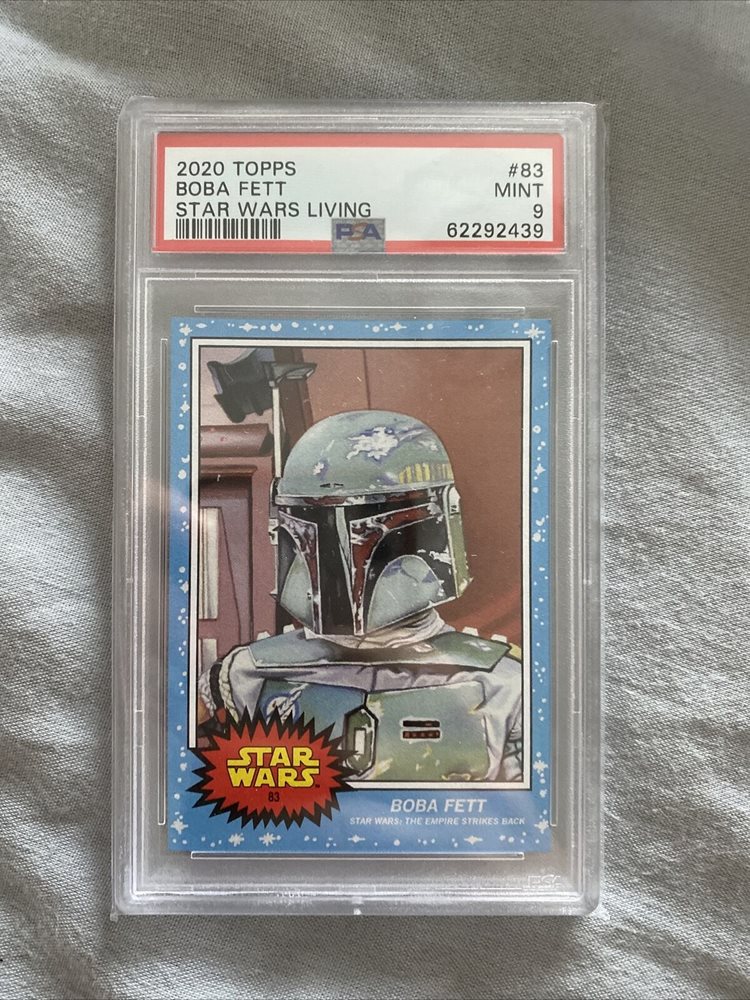 2020 TOPPS #83
BOBA FETT MINT
STAR WARS LIVING 9
PSA 62292439
STAR
WARS
83
BOBA FETT
STAR WARS: THE EMPIRE STRIKES BACK